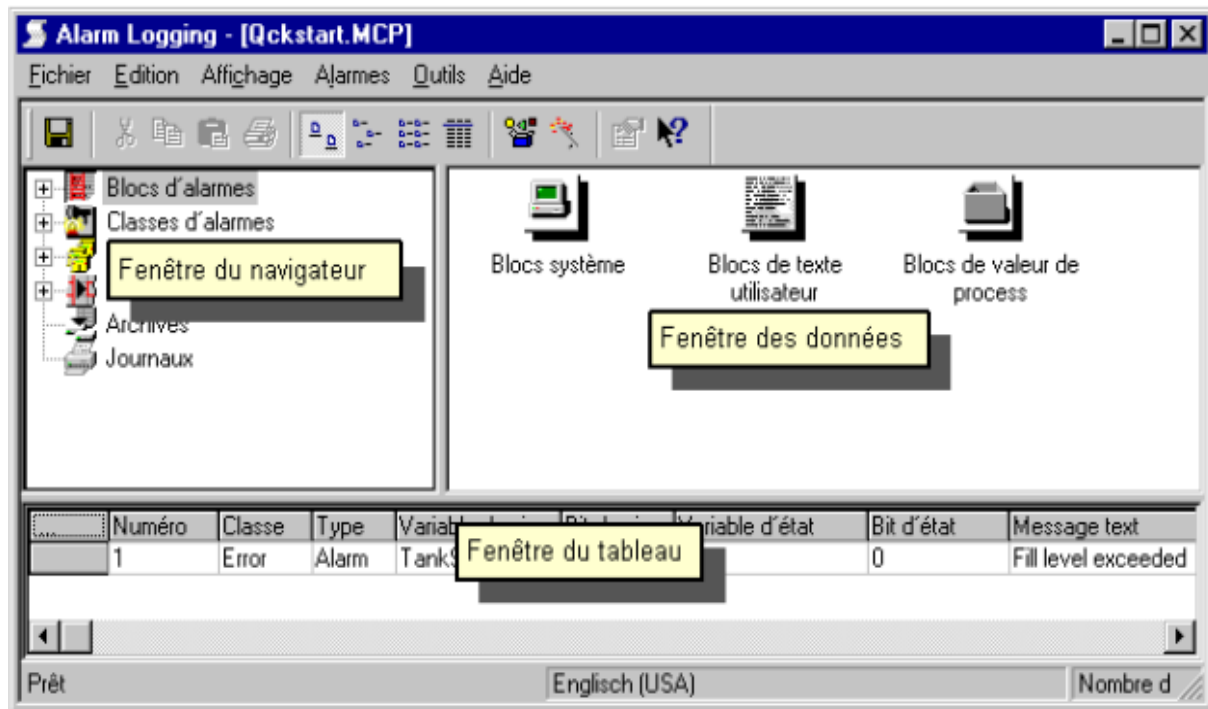 Alarm Logging - [Qckstart.MCP]
Fichier Edition Affichage Alarmes Outils Aide
Blocs d´alarmes
Classes d´alarmes
Fenêtre du navigateur
Archives
Journaux
Blocs système
Blocs de texte
utilisateur
Blocs de valeur de
process
Fenêtre des données
Numéro Classe Type Variable d´état Bit d´état Message text
1 Error Alarm 0 Fill level exceeded
Fenêtre du tableau
Prêt Englisch (USA) Nombre d